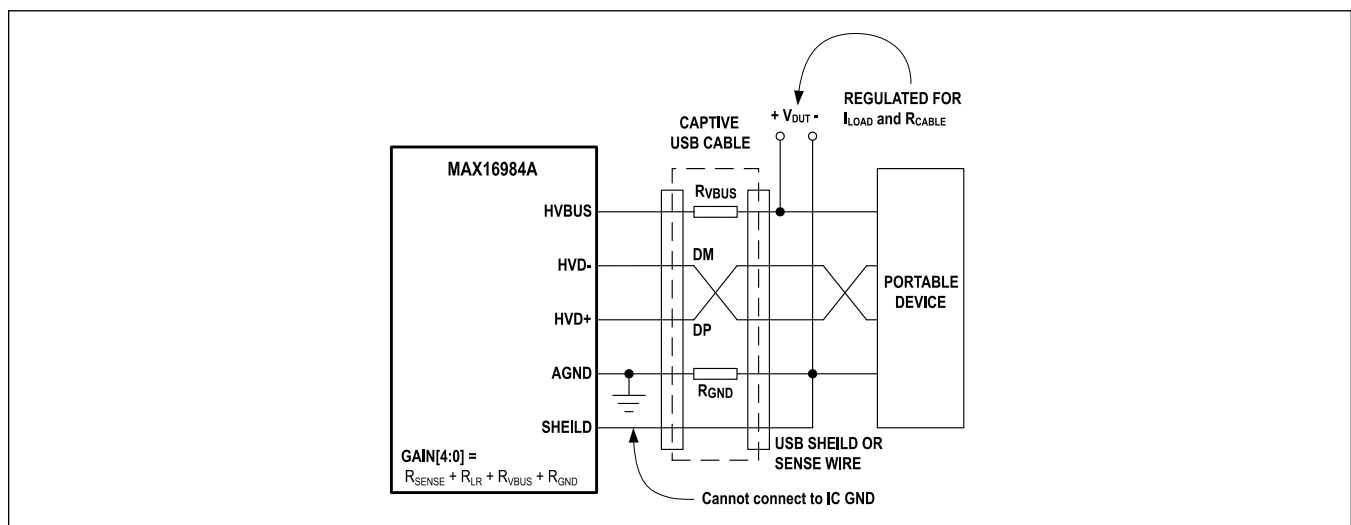 REGULATED FOR
ILOAD and RCABLE
+ VDUT -
CAPTIVE
USB CABLE
MAX16984A
RVBUS
HVBUS
DM
HVD-
PORTABLE
DEVICE
HVD+
DP
AGND
RGND
SHEILD
USB SHEILD OR
SENSE WIRE
GAIN[4:0] =
RSENSE + RLR + RVBUS + RGND
Cannot connect to IC GND